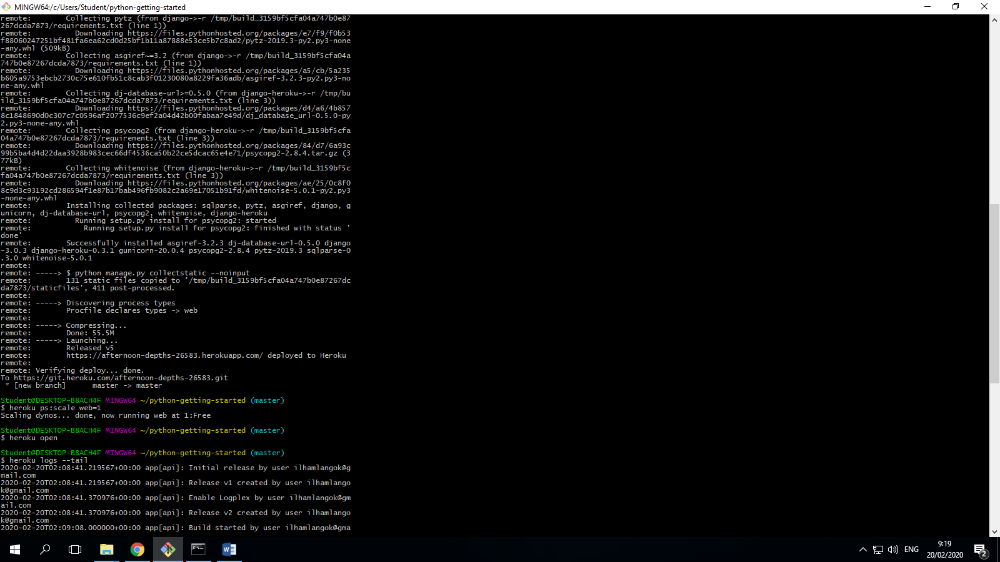 MINGW64:/c/Users/Student/python-getting-started
remote:        Collecting pytz (from django->-r /tmp/build_3159bf5cfa04a747b0e87
267dcda7873/requirements.txt (line 1))
remote:          Downloading https://files.pythonhosted.org/packages/e7/f9/f0b53
f88060247251bf481fa6ea62cd0d25bf1b11a87888e53ce5b7c8ad2/pytz-2019.3-py2.py3-none
-any.whl (509kB)
remote:        Collecting asgiref~=3.2 (from django->-r /tmp/build_3159bf5cfa04a
747b0e87267dcda7873/requirements.txt (line 1))
remote:          Downloading https://files.pythonhosted.org/packages/a5/cb/5a235
b605a9753ebcb2730c75e610fb51c8cab3f01230080a8229fa36adb/asgiref-3.2.3-py2.py3-no
ne-any.whl
remote:        Collecting dj-database-url>=0.5.0 (from django-heroku->-r /tmp/bu
ild_3159bf5cfa04a747b0e87267dcda7873/requirements.txt (line 3))
remote:          Downloading https://files.pythonhosted.org/packages/d4/a6/4b857
8c1848690d0c307c7c0596af2077536c9ef2a04d42b00fabaa7e49d/dj_database_url-0.5.0-py
2.py3-none-any.whl
remote:        Collecting psycopg2 (from django-heroku->-r /tmp/build_3159bf5cfa
04a747b0e87267dcda7873/requirements.txt (line 3))
remote:          Downloading https://files.pythonhosted.org/packages/84/d7/6a93c
99b5ba4d4d22daa3928b983cec66df4536ca50b22ce5dcac65e4e71/psycopg2-2.8.4.tar.gz (3
77kB)
remote:        Collecting whitenoise (from django-heroku->-r /tmp/build_3159bf5c
fa04a747b0e87267dcda7873/requirements.txt (line 3))
remote:          Downloading https://files.pythonhosted.org/packages/ae/25/0c8f0
8c9d3c93192cd286594f1e87b17bab496fb9082c2a69e17051b91fd/whitenoise-5.0.1-py2.py3
-none-any.whl
remote:        Installing collected packages: sqlparse, pytz, asgiref, django, g
unicorn, dj-database-url, psycopg2, whitenoise, django-heroku
remote:          Running setup.py install for psycopg2: started
remote:            Running setup.py install for psycopg2: finished with status '
done'
remote:        Successfully installed asgiref-3.2.3 dj-database-url-0.5.0 django
-3.0.3 django-heroku-0.3.1 gunicorn-20.0.4 psycopg2-2.8.4 pytz-2019.3 sqlparse-0
.3.0 whitenoise-5.0.1
remote:
remote: -----> $ python manage.py collectstatic --noinput
remote:        131 static files copied to '/tmp/build_3159bf5cfa04a747b0e87267dc
da7873/staticfiles', 411 post-processed.
remote:
remote: -----> Discovering process types
remote:        Procfile declares types -> web
remote:
remote: -----> Compressing...
remote:        Done: 55.5M
remote: -----> Launching...
remote:        Released v5
remote:        https://afternoon-depths-26583.herokuapp.com/ deployed to Heroku
remote:
remote: Verifying deploy... done.
To https://git.heroku.com/afternoon-depths-26583.git
 * [new branch]      master -> master
Student@DESKTOP-B8ACH4F MINGW64 ~/python-getting-started (master)
$ heroku ps:scale web=1
Scaling dynos... done, now running web at 1:Free
Student@DESKTOP-B8ACH4F MINGW64 ~/python-getting-started (master)
$ heroku open
Student@DESKTOP-B8ACH4F MINGW64 ~/python-getting-started (master)
$ heroku logs --tail
2020-02-20T02:08:41.219567+00:00 app[api]: Initial release by user ilhamlangok@g
mail.com
2020-02-20T02:08:41.219567+00:00 app[api]: Release v1 created by user ilhamlango
k@gmail.com
2020-02-20T02:08:41.370976+00:00 app[api]: Enable Logplex by user ilhamlangok@gm
ail.com
2020-02-20T02:08:41.370976+00:00 app[api]: Release v2 created by user ilhamlango
k@gmail.com
2020-02-20T02:09:08.000000+00:00 app[api]: Build started by user ilhamlangok@gma
ENG
9:19
20/02/2020
2